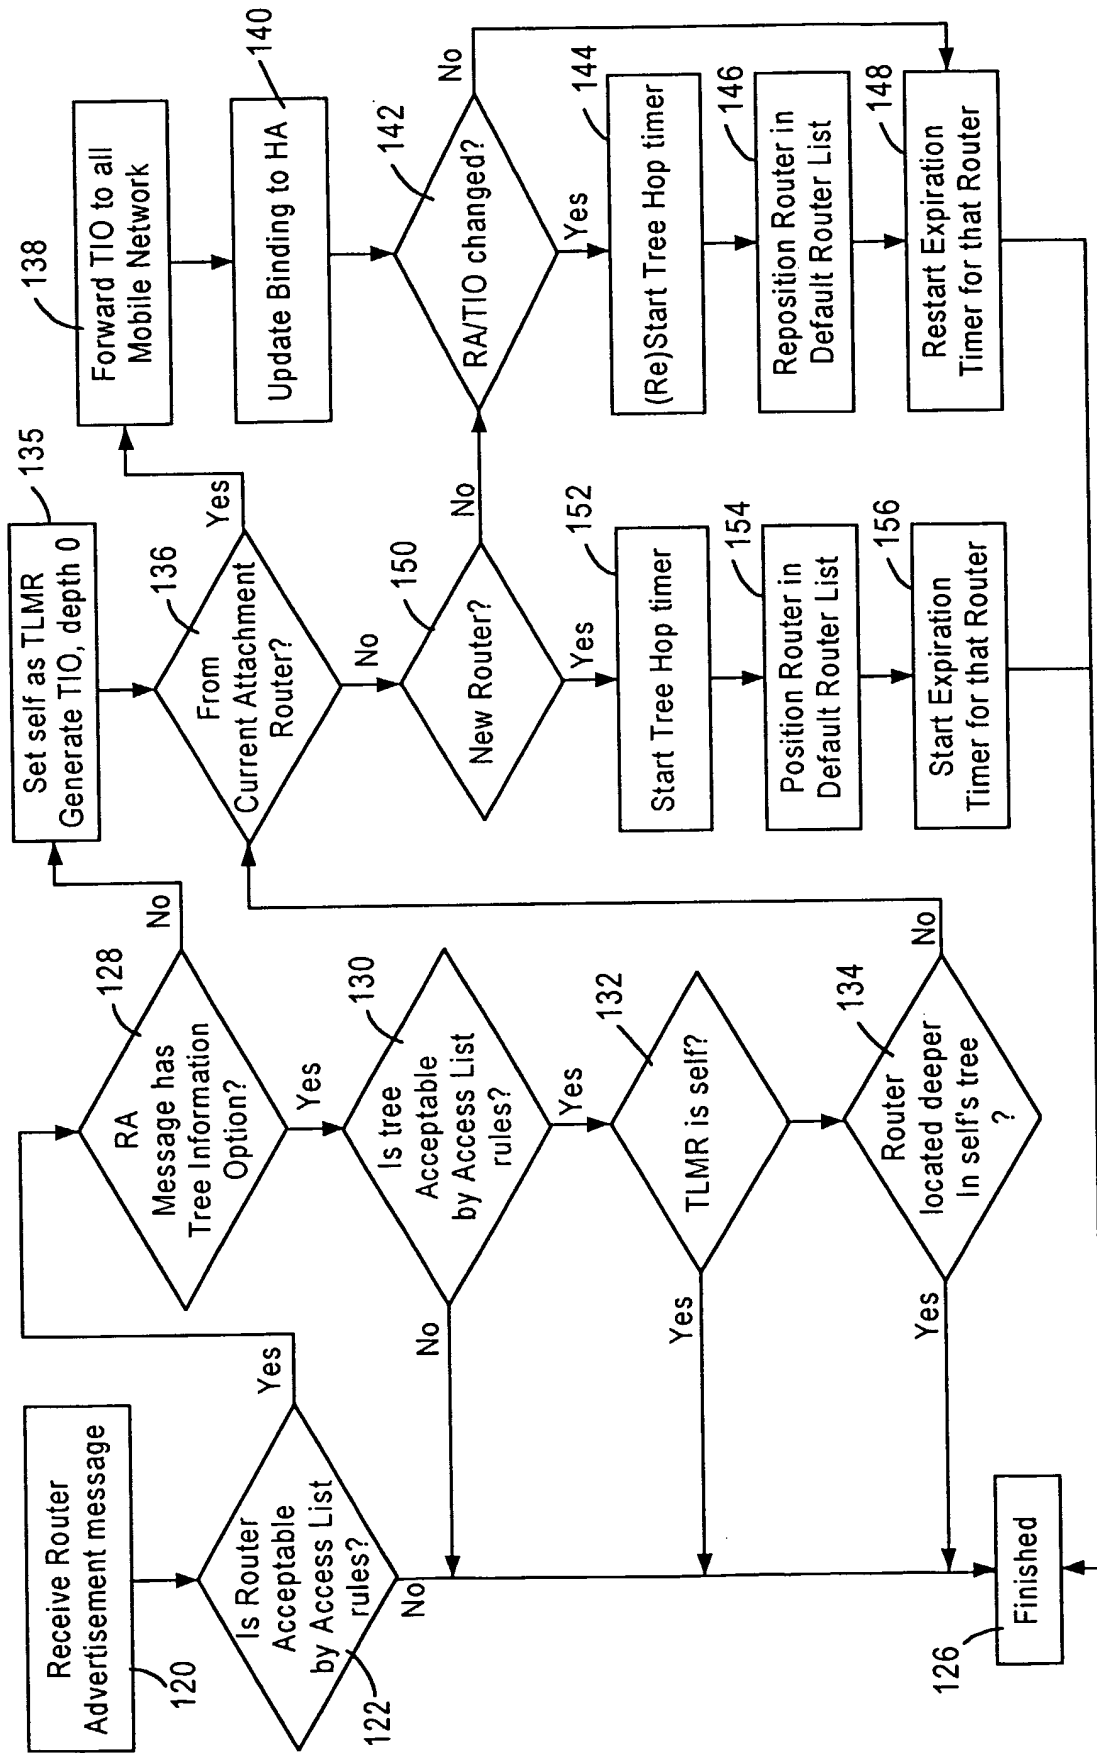 Receive Router
Advertisement message
120
Is Router
Acceptable
by Access List
rules?
122
Yes
No
Finished
126
RA
Message has
Tree Information
Option?
128
No
Yes
Is tree
Acceptable
by Access List
rules?
130
No
Yes
TLMR is self?
132
Yes
Router
located deeper
In self's tree
?
134
Yes
No
Set self as TLMR
Generate TIO, depth 0
135
From
Current Attachment
Router?
136
Yes
No
New Router?
150
No
Yes
Start Tree Hop timer
152
Position Router in
Default Router List
154
Start Expiration
Timer for that Router
156
Forward TIO to all
Mobile Network
138
Update Binding to HA
140
RA/TIO changed?
142
No
Yes
(Re)Start Tree Hop timer
144
Reposition Router in
Default Router List
146
Restart Expiration
Timer for that Router
148